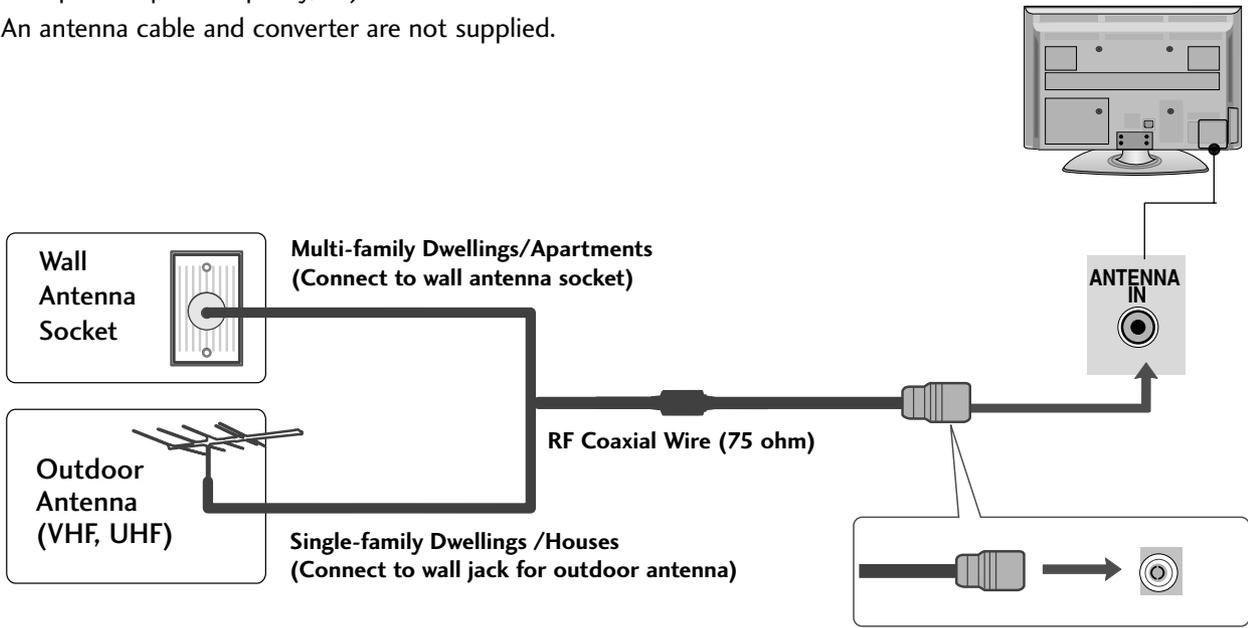 An antenna cable and converter are not supplied.
Wall
Antenna
Socket
Multi-family Dwellings/Apartments
(Connect to wall antenna socket)
ANTENNA
IN
RF Coaxial Wire (75 ohm)
Outdoor
Antenna
(VHF, UHF)
Single-family Dwellings /Houses
(Connect to wall jack for outdoor antenna)